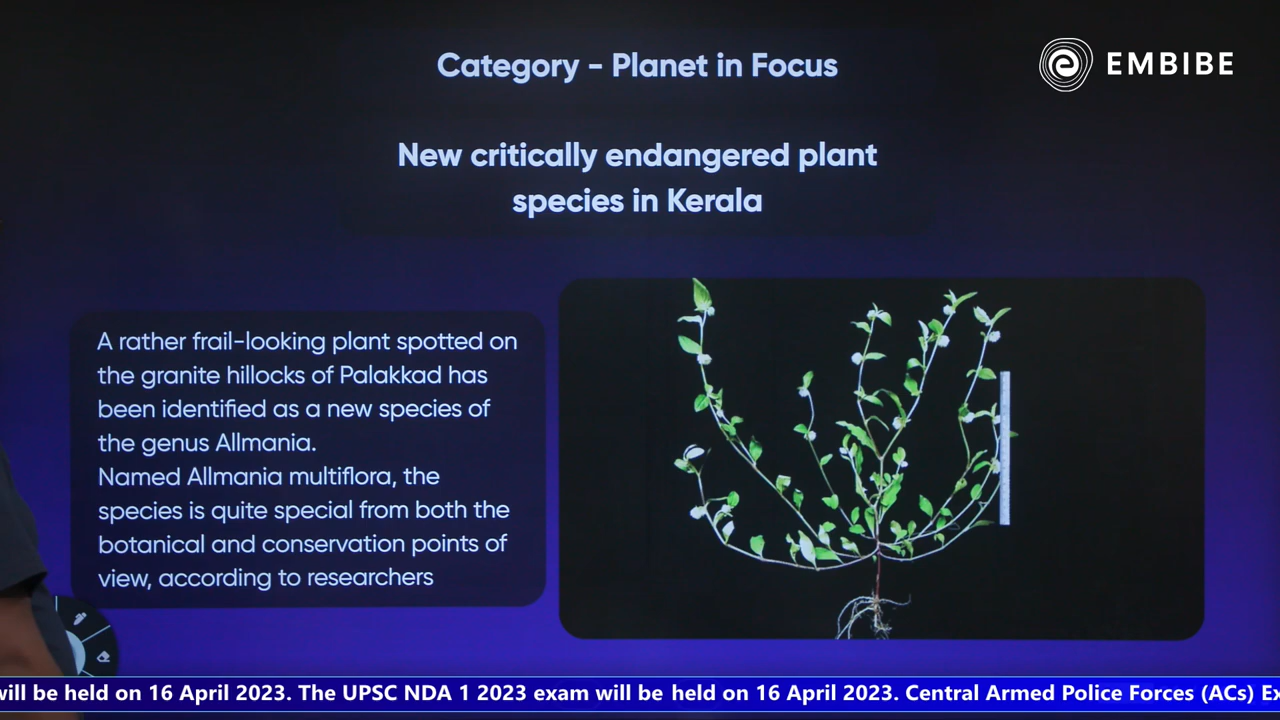 Category - Planet in Focus
EMBIBE
New critically endangered plant
species in Kerala
A rather frail-looking plant spotted on
the granite hillocks of Palakkad has
been identified as a new species of
the genus Allmania.
Named Allmania multiflora, the
species is quite special from both the
botanical and conservation points of
view, according to researchers
will be held on 16 April 2023. The UPSC NDA 1 2023 exam will be held on 16 April 2023. Central Armed Police Forces (ACs) Ex